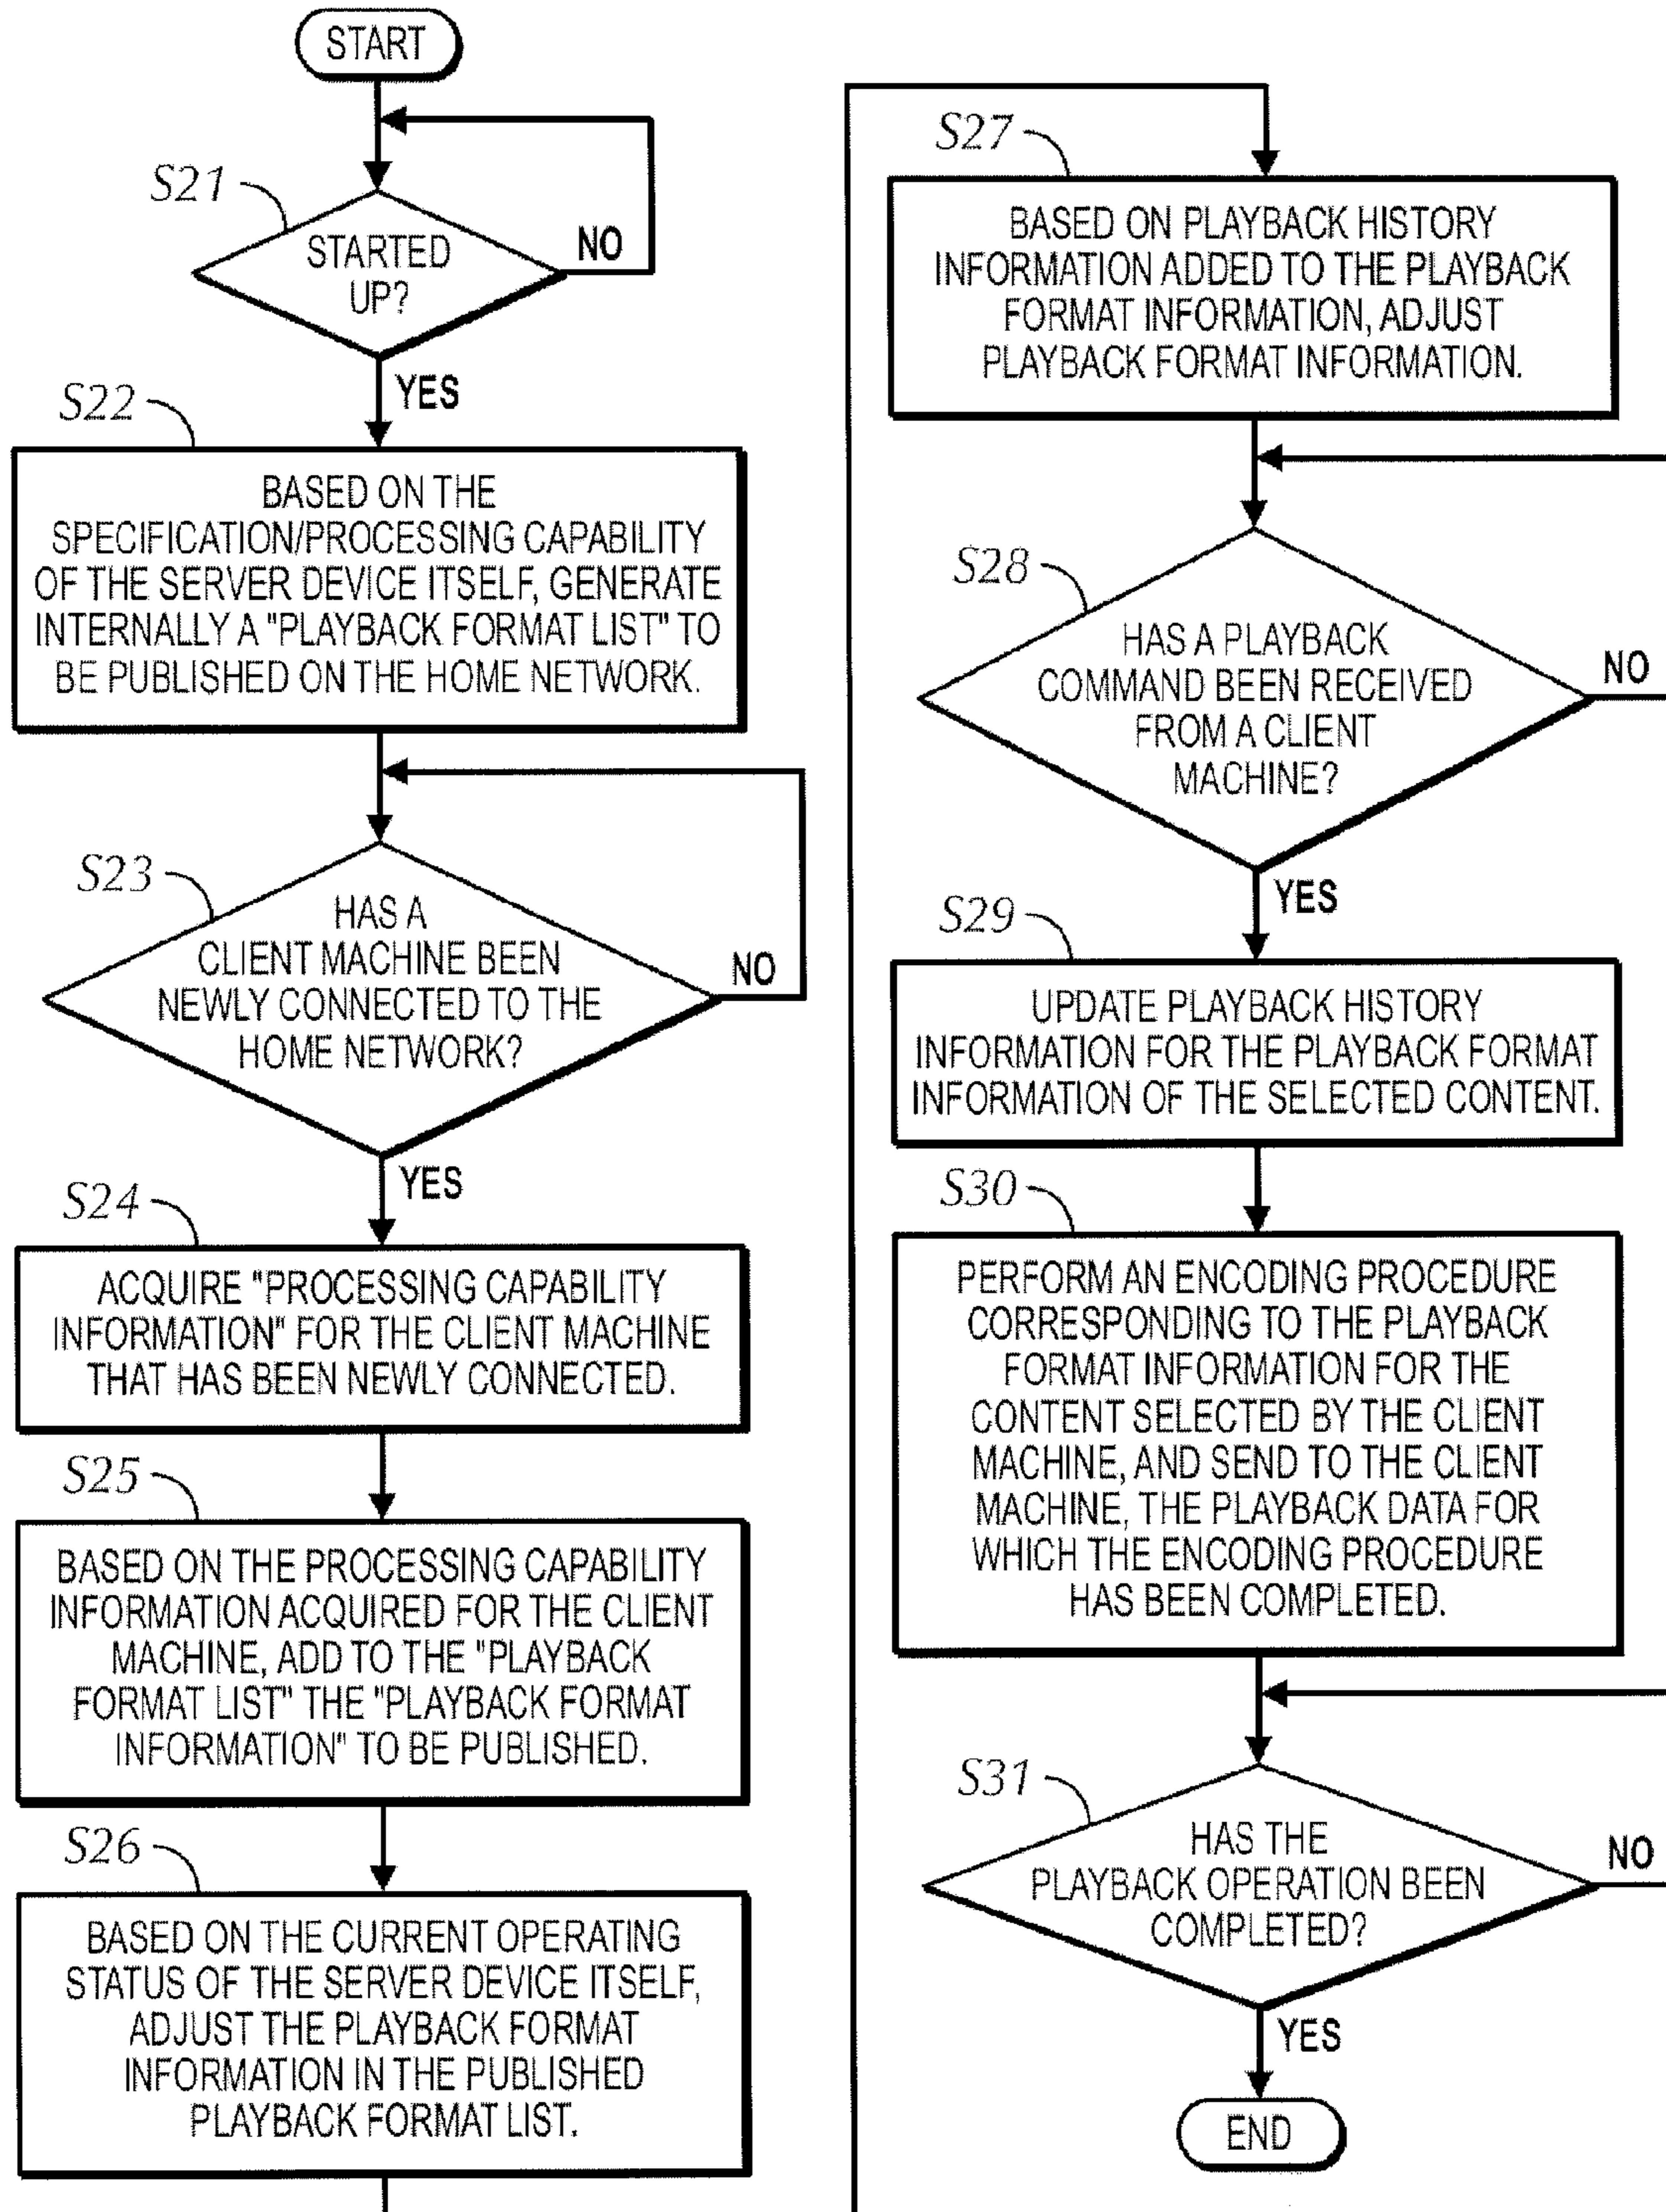 START
S21
STARTED
UP?
NO
YES
S22
BASED ON THE
SPECIFICATION/PROCESSING CAPABILITY
OF THE SERVER DEVICE ITSELF, GENERATE
INTERNALLY A "PLAYBACK FORMAT LIST" TO
BE PUBLISHED ON THE HOME NETWORK.
S23
HAS A
CLIENT MACHINE BEEN
NEWLY CONNECTED TO THE
HOME NETWORK?
NO
YES
S24
ACQUIRE "PROCESSING CAPABILITY
INFORMATION" FOR THE CLIENT MACHINE
THAT HAS BEEN NEWLY CONNECTED.
S25
BASED ON THE PROCESSING CAPABILITY
INFORMATION ACQUIRED FOR THE CLIENT
MACHINE, ADD TO THE "PLAYBACK
FORMAT LIST" THE "PLAYBACK FORMAT
INFORMATION" TO BE PUBLISHED.
S26
BASED ON THE CURRENT OPERATING
STATUS OF THE SERVER DEVICE ITSELF,
ADJUST THE PLAYBACK FORMAT
INFORMATION IN THE PUBLISHED
PLAYBACK FORMAT LIST.
S27
BASED ON PLAYBACK HISTORY
INFORMATION ADDED TO THE PLAYBACK
FORMAT INFORMATION, ADJUST
PLAYBACK FORMAT INFORMATION.
S28
HAS A PLAYBACK
COMMAND BEEN RECEIVED
FROM A CLIENT
MACHINE?
NO
YES
S29
UPDATE PLAYBACK HISTORY
INFORMATION FOR THE PLAYBACK FORMAT
INFORMATION OF THE SELECTED CONTENT.
S30
PERFORM AN ENCODING PROCEDURE
CORRESPONDING TO THE PLAYBACK
FORMAT INFORMATION FOR THE
CONTENT SELECTED BY THE CLIENT
MACHINE, AND SEND TO THE CLIENT
MACHINE, THE PLAYBACK DATA FOR
WHICH THE ENCODING PROCEDURE
HAS BEEN COMPLETED.
S31
HAS THE
PLAYBACK OPERATION BEEN
COMPLETED?
NO
YES
END